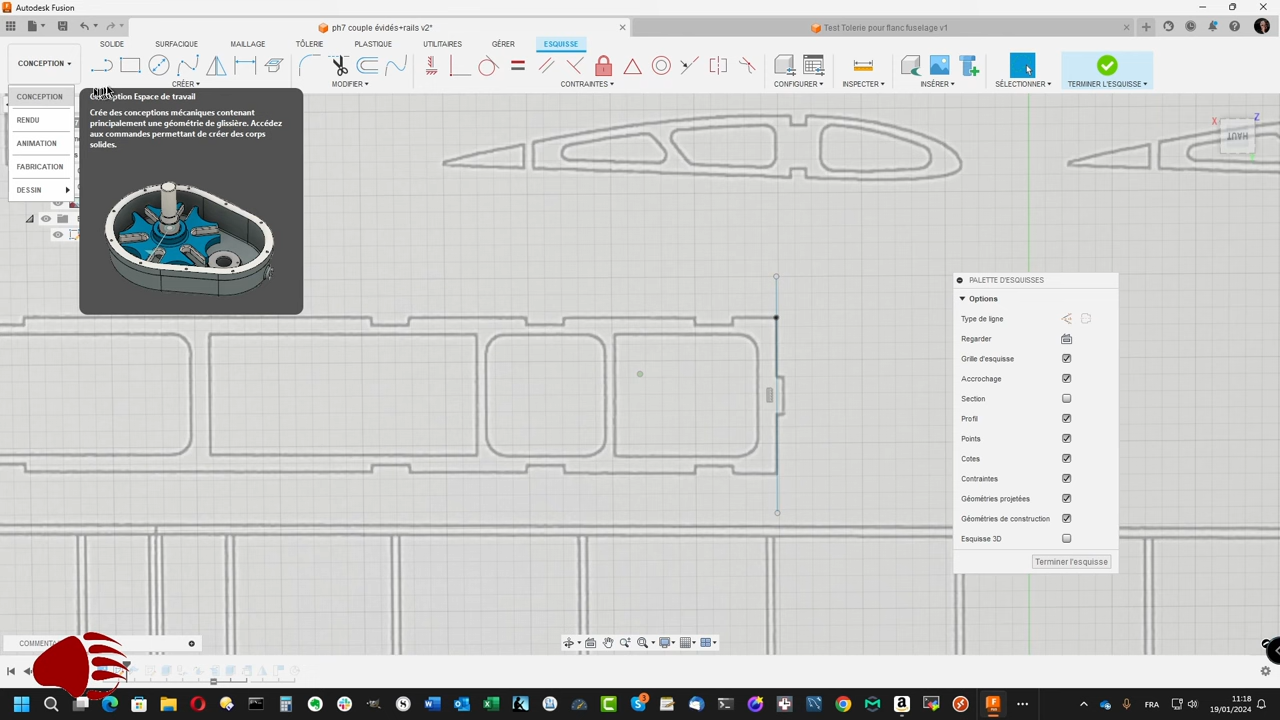 Autodesk Fusion
ph7 couple évidés+rails v2*
Test Tolerie pour flanc fuselage v1
SOLIDE
SURFACIQUE
MAILLAGE
TÔLERIE
PLASTIQUE
UTILITAIRES
GÉRER
ESQUISSE
CONCEPTION
CRÉER
MODIFIER
CONTRAINTES
CONFIGURER
INSPECTER
INSÉRER
SÉLECTIONNER
TERMINER L'ESQUISSE
CONCEPTION
RENDU
ANIMATION
FABRICATION
DESSIN
Conception Espace de travail
Crée des conceptions mécaniques contenant
principalement une géométrie de glissière. Accédez
aux commandes permettant de créer des corps
solides.
X
Z
HAUT
PALETTE D'ESQUISSES
Options
Type de ligne
Regarder
Grille d'esquisse
Accrochage
Section
Profil
Points
Cotes
Contraintes
Géométries projetées
Géométries de construction
Esquisse 3D
Terminer l'esquisse
FRA
11:18
19/01/2024